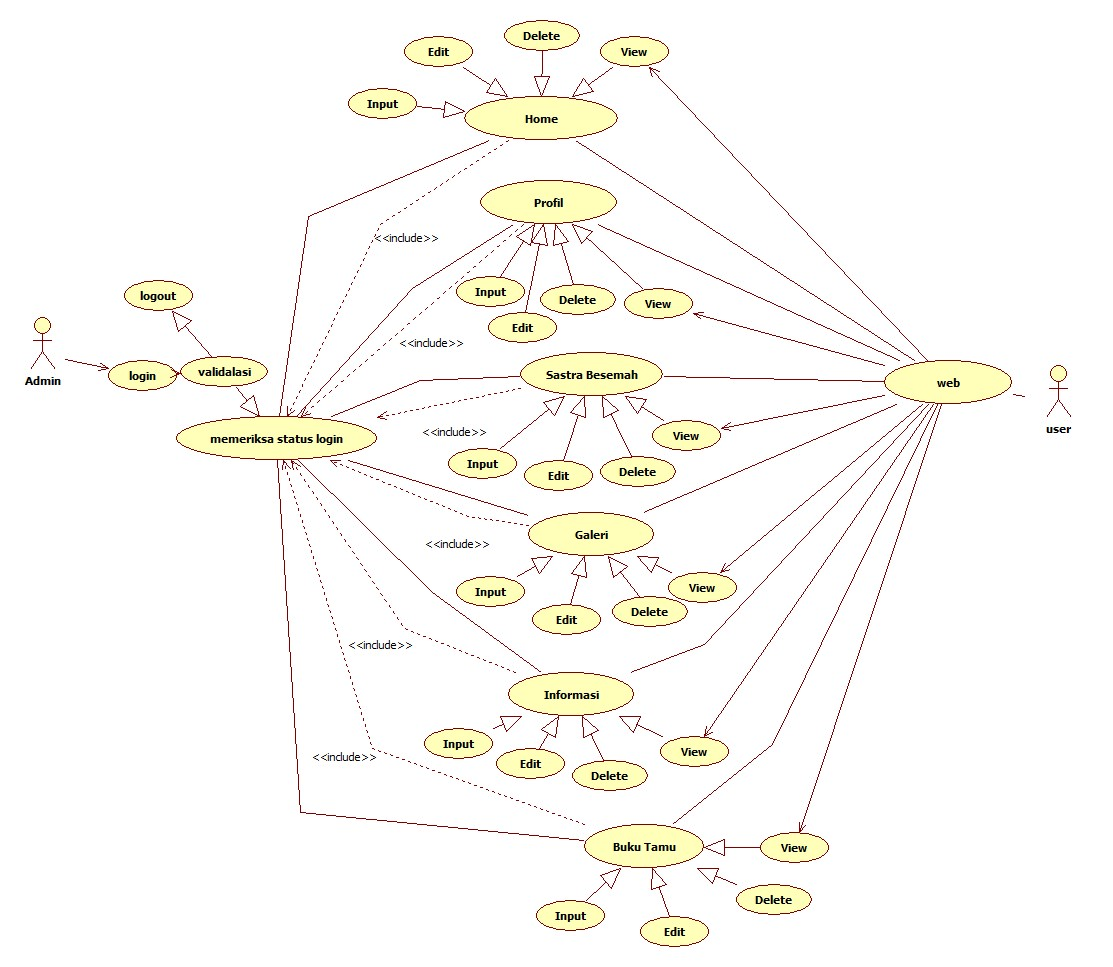 Delete
Edit
View
Input
Home
Profil
<<include>>
Input
Delete
View
Edit
logout
Admin
login
validalasi
<<include>>
Sastra Besemah
web
user
memeriksa status login
<<include>>
View
Input
Edit
Delete
Galeri
<<include>>
Input
View
Edit
Delete
<<include>>
Informasi
Input
View
Edit
Delete
<<include>>
Buku Tamu
View
Delete
Input
Edit